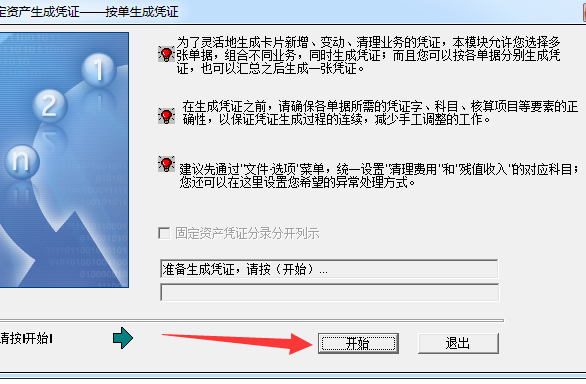 定资产生成凭证——按单生成凭证
1
2
n
为了灵活地生成卡片新增、变动、清理业务的凭证，本模块允许您选择多
张单据，组合不同业务，同时生成凭证；而且您可以按各单据分别生成凭
证，也可以汇总之后生成一张凭证。
在生成凭证之前，请确保各单据所需的凭证字、科目、核算项目等要素的正
确性，以保证凭证生成过程的连续，减少手工调整的工作。
建议先通过"文件-选项"菜单，统一设置"清理费用"和"残值收入"的对应科目；
您还可以在这里设置您希望的异常处理方式。
固定资产凭证分录分开列示
准备生成凭证，请按（开始）...
请按[开始]
开始
退出